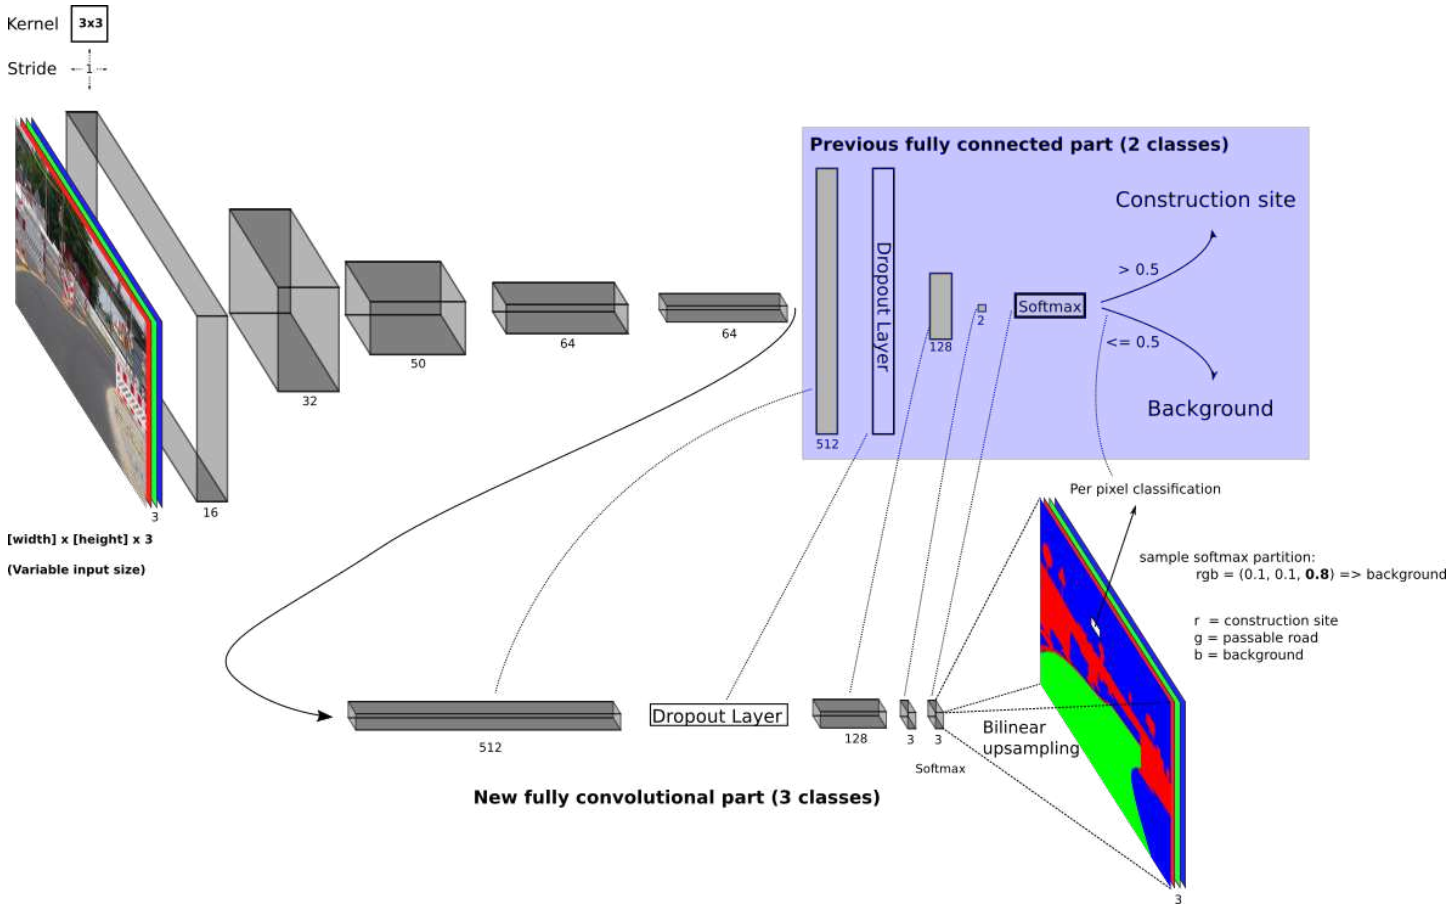 Kernel 3x3
Stride 1
3
16
32
50
64
64
[width] x [height] x 3
(Variable input size)
Previous fully connected part (2 classes)
512
Dropout Layer
128
2
Softmax
> 0.5
<= 0.5
Construction site
Background
Per pixel classification
sample softmax partition:
rgb = (0.1, 0.1, 0.8) => background
r = construction site
g = passable road
b = background
512
Dropout Layer
128
3
3
Softmax
Bilinear
upsampling
3
New fully convolutional part (3 classes)